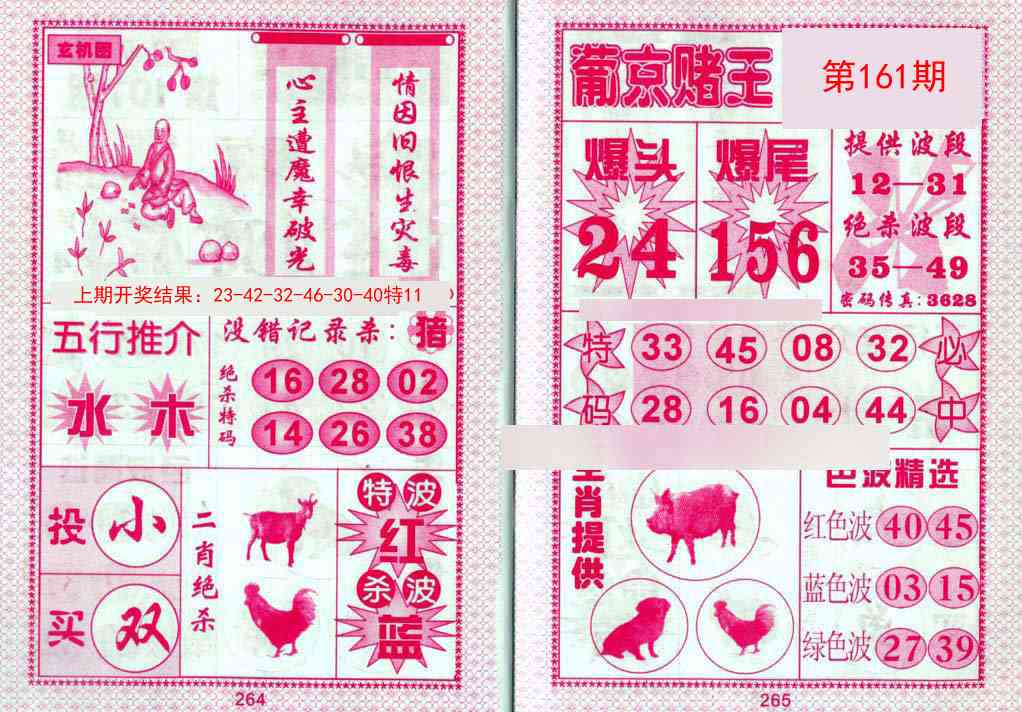 玄机图
心主遭魔幸破光
情因旧恨生灾毒
上期开奖结果：23-42-32-46-30-40特11
五行推介
水 木
没错记录杀：猪
绝杀特码
16 28 02
14 26 38
投 小
买 双
二肖绝杀
特波
红
杀波
蓝
264
葡京赌王
第161期
爆头
24
爆尾
156
提供波段
12—31
绝杀波段
35—49
密码传真：3628
特码
33 45 08 32
28 16 04 44
必中
生肖提供
色波精选
红色波 40 45
蓝色波 03 15
绿色波 27 39
265